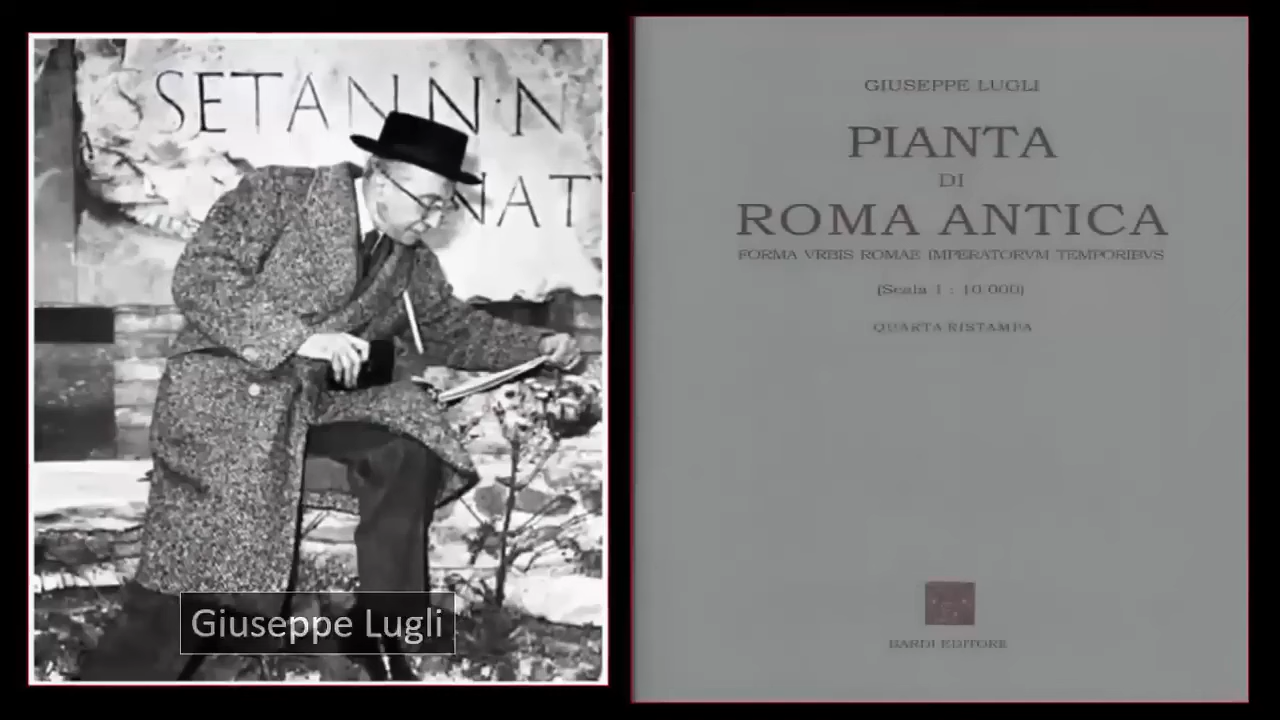 SSETANN·N
NAT
Giuseppe Lugli
GIUSEPPE LUGLI
PIANTA
DI
ROMA ANTICA
FORMA VRBIS ROMAE IMPERATORVM TEMPORIBVS
(Scala 1 : 10 000)
QUARTA RISTAMPA
BARDI EDITORE